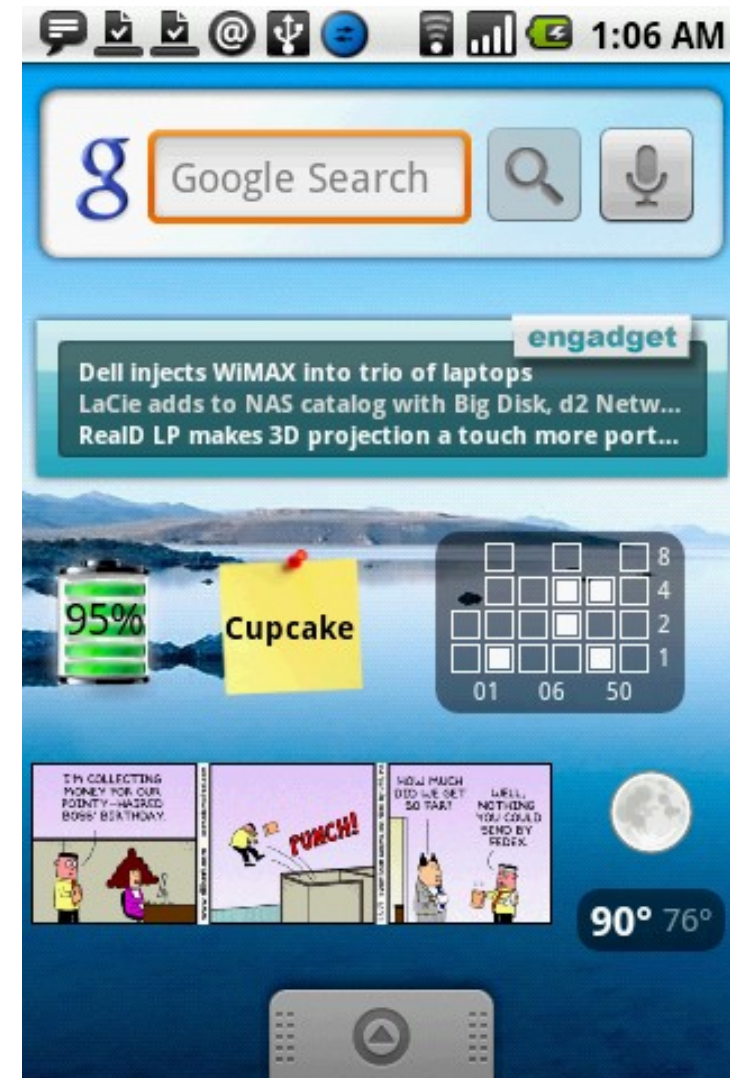 1:06 AM
g
Google Search
engadget
Dell injects WiMAX into trio of laptops
LaCie adds to NAS catalog with Big Disk, d2 Netw...
RealD LP makes 3D projection a touch more port...
95%
Cupcake
8
4
2
1
01 06 50
I'M COLLECTING
MONEY FOR OUR
POINTY-HAIRED
BOSS' BIRTHDAY.
PUNCH!
HOW MUCH
DID WE GET
SO FAR?
WELL,
NOTHING
YOU COULD
SEND BY
FEDEX.
90° 76°